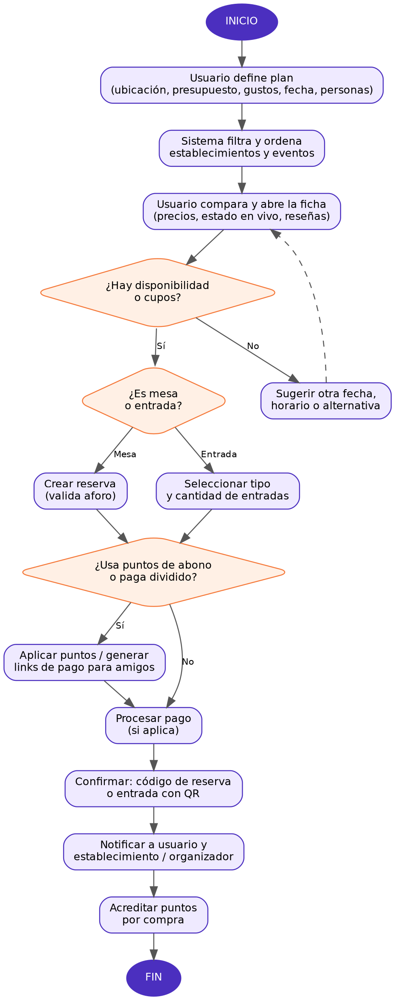 INICIO
Usuario define plan
(ubicación, presupuesto, gustos, fecha, personas)
Sistema filtra y ordena
establecimientos y eventos
Usuario compara y abre la ficha
(precios, estado en vivo, reseñas)
¿Hay disponibilidad
o cupos?
Sí
No
¿Es mesa
o entrada?
Sugerir otra fecha,
horario o alternativa
Mesa
Entrada
Crear reserva
(valida aforo)
Seleccionar tipo
y cantidad de entradas
¿Usa puntos de abono
o paga dividido?
Sí
No
Aplicar puntos / generar
links de pago para amigos
Procesar pago
(si aplica)
Confirmar: código de reserva
o entrada con QR
Notificar a usuario y
establecimiento / organizador
Acreditar puntos
por compra
FIN